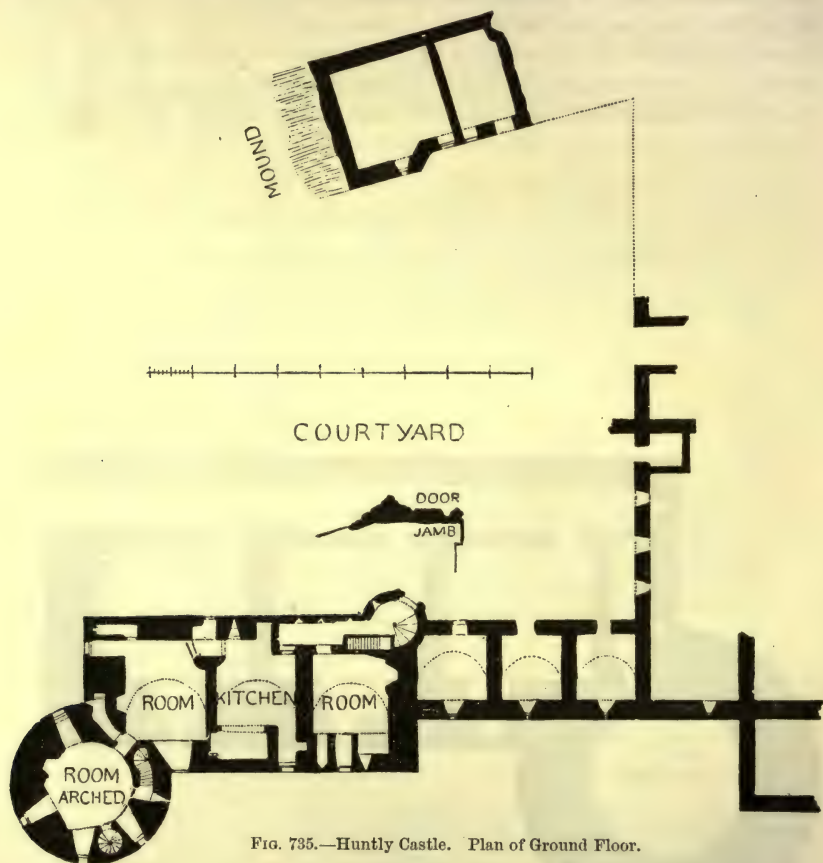 MOUND
COURTYARD
DOOR
JAMB
ROOM
KITCHEN
ROOM
ROOM
ARCHED
FIG. 735.—Huntly Castle. Plan of Ground Floor.